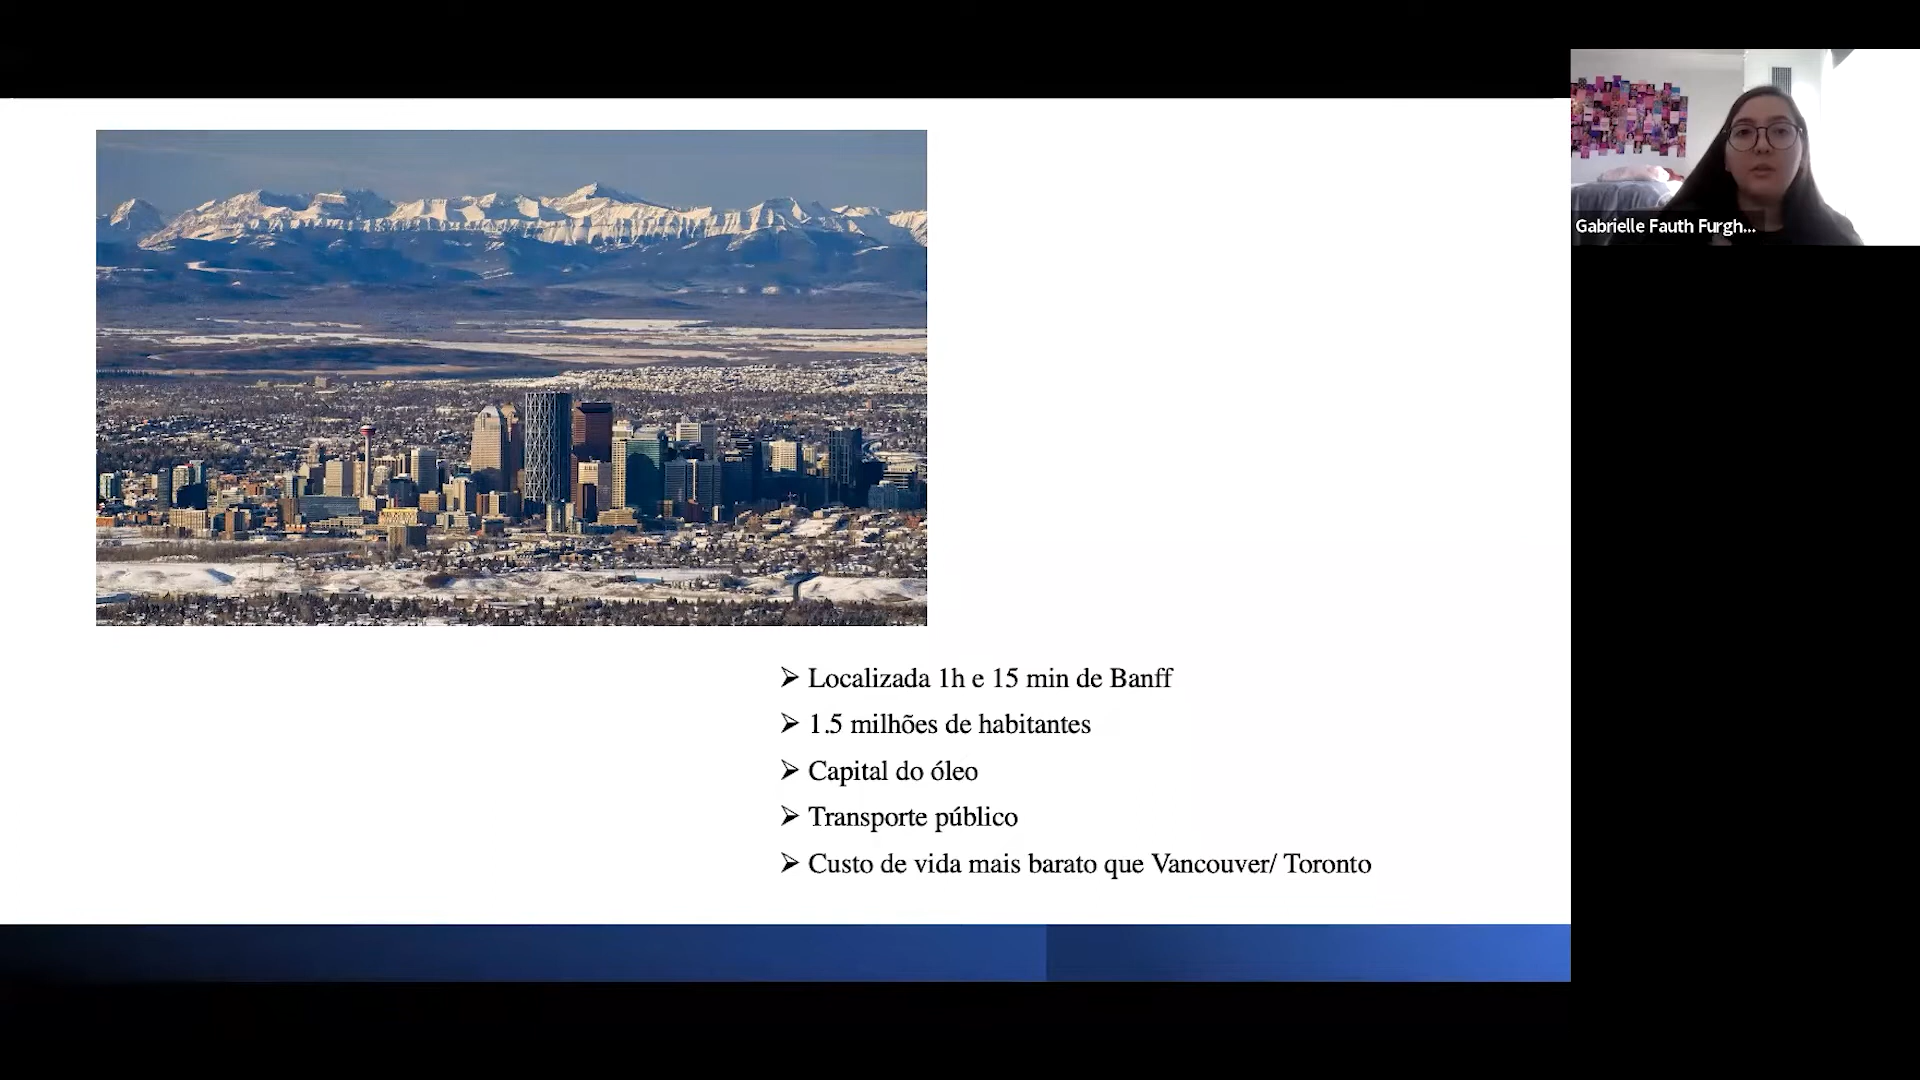 Gabrielle Fauth Furgh...
Localizada 1h e 15 min de Banff
1.5 milhões de habitantes
Capital do óleo
Transporte público
Custo de vida mais barato que Vancouver/ Toronto